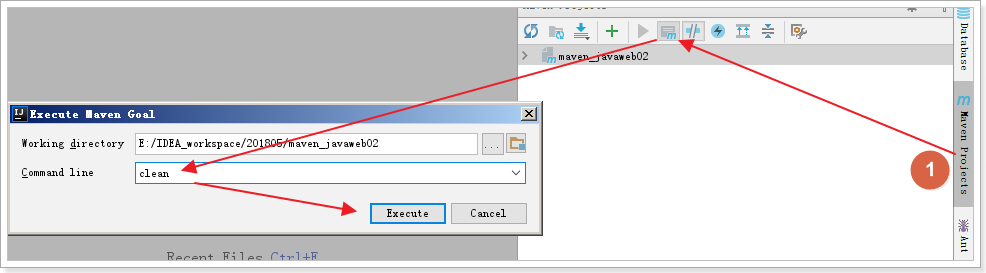 maven_javaweb02
Database
Maven Projects
Ant
1
Execute Maven Goal
Working directory
E:/IDEA_workspace/201805/maven_javaweb02
...
Command line
clean
Execute
Cancel
Recent Files Ctrl+E